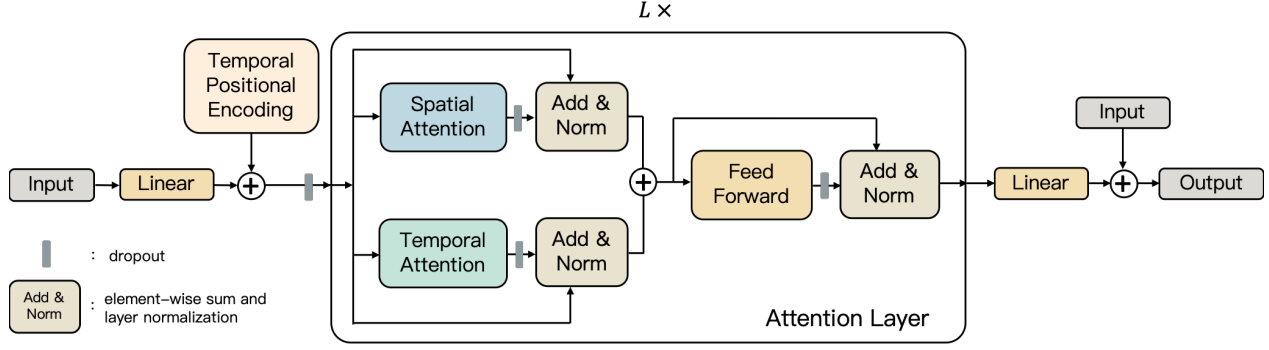 L ×
Temporal
Positional
Encoding
Input
Linear
+
Spatial
Attention
Add &
Norm
Temporal
Attention
Add &
Norm
+
Feed
Forward
Add &
Norm
Attention Layer
Linear
Input
+
Output
: dropout
Add &
Norm
: element-wise sum and
layer normalization